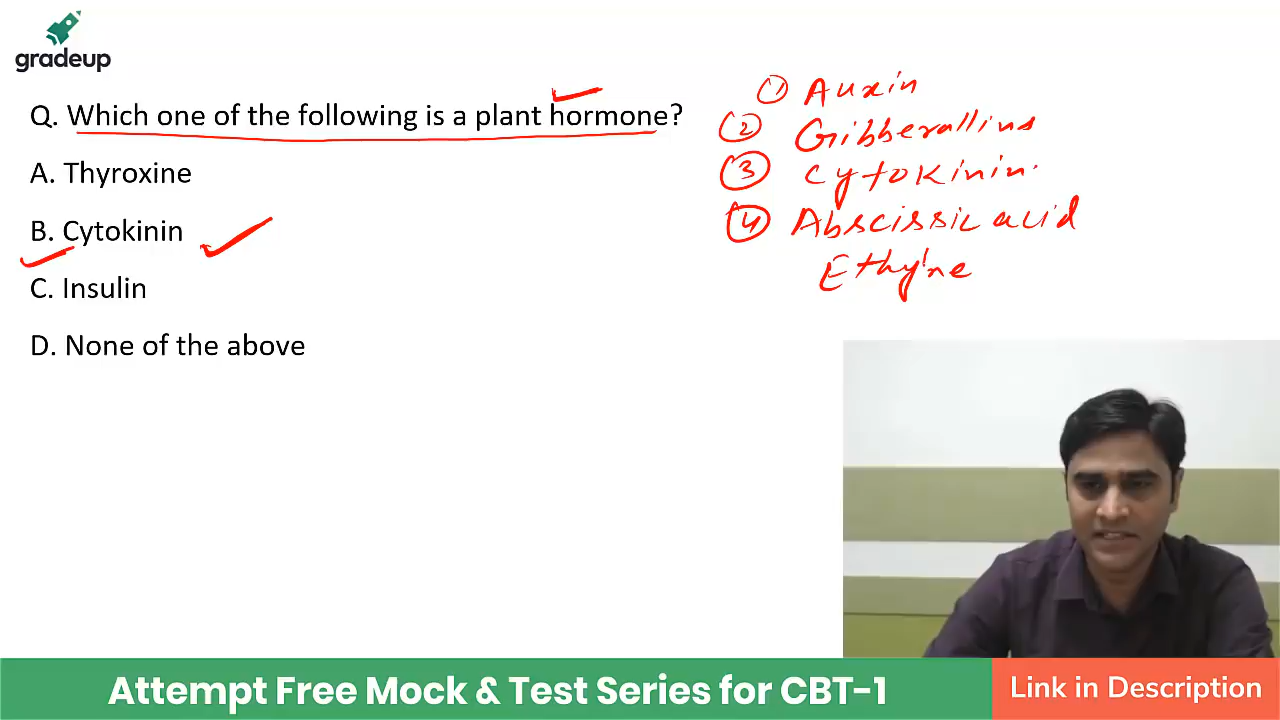 gradeup
Q. Which one of the following is a plant hormone?
A. Thyroxine
B. Cytokinin
C. Insulin
D. None of the above
① Auxin
② Gibberallins
③ Cytokinin
④ Abscissic acid
Ethyine
Attempt Free Mock & Test Series for CBT-1
Link in Description